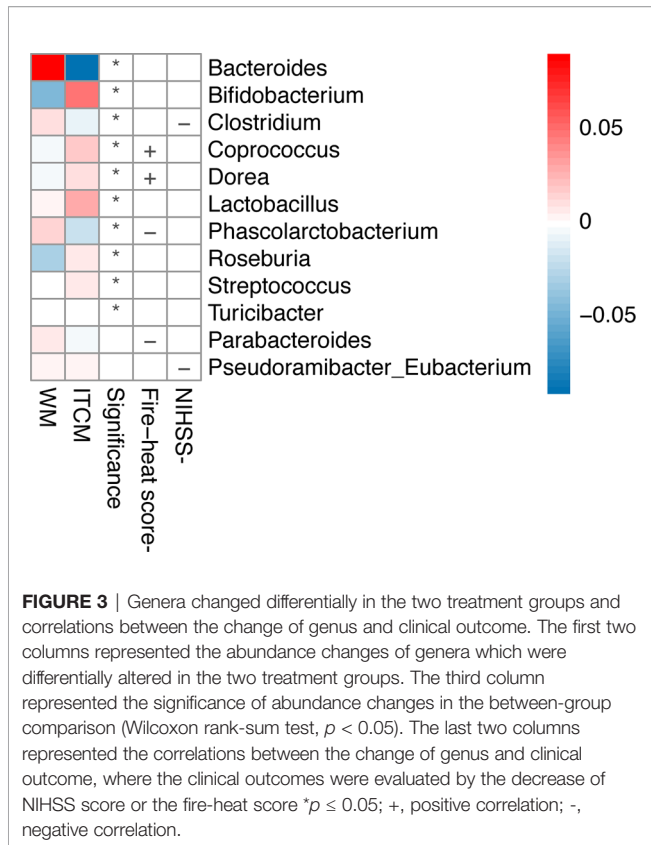 * Bacteroides
* Bifidobacterium
* − Clostridium
* + Coprococcus
* + Dorea
* Lactobacillus
* − Phascolarctobacterium
* Roseburia
* Streptococcus
* Turicibacter
− Parabacteroides
− Pseudoramibacter_Eubacterium
0.05
0
−0.05
WM
ITCM
Significance
Fire−heat score-
NIHSS-
FIGURE 3 | Genera changed differentially in the two treatment groups and
correlations between the change of genus and clinical outcome. The first two
columns represented the abundance changes of genera which were
differentially altered in the two treatment groups. The third column
represented the significance of abundance changes in the between-group
comparison (Wilcoxon rank-sum test, p < 0.05). The last two columns
represented the correlations between the change of genus and clinical
outcome, where the clinical outcomes were evaluated by the decrease of
NIHSS score or the fire-heat score *p ≤ 0.05; +, positive correlation; -,
negative correlation.